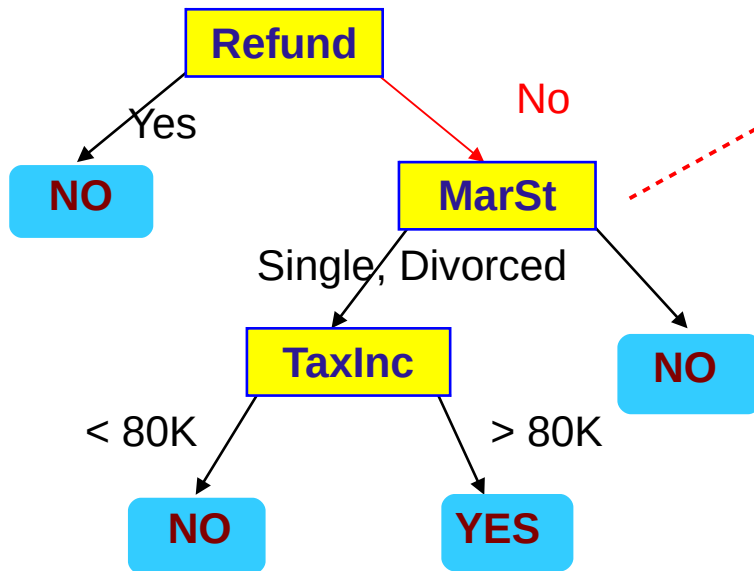 Refund
No
Yes
NO
MarSt
Single, Divorced
TaxInc
NO
< 80K
> 80K
NO
YES